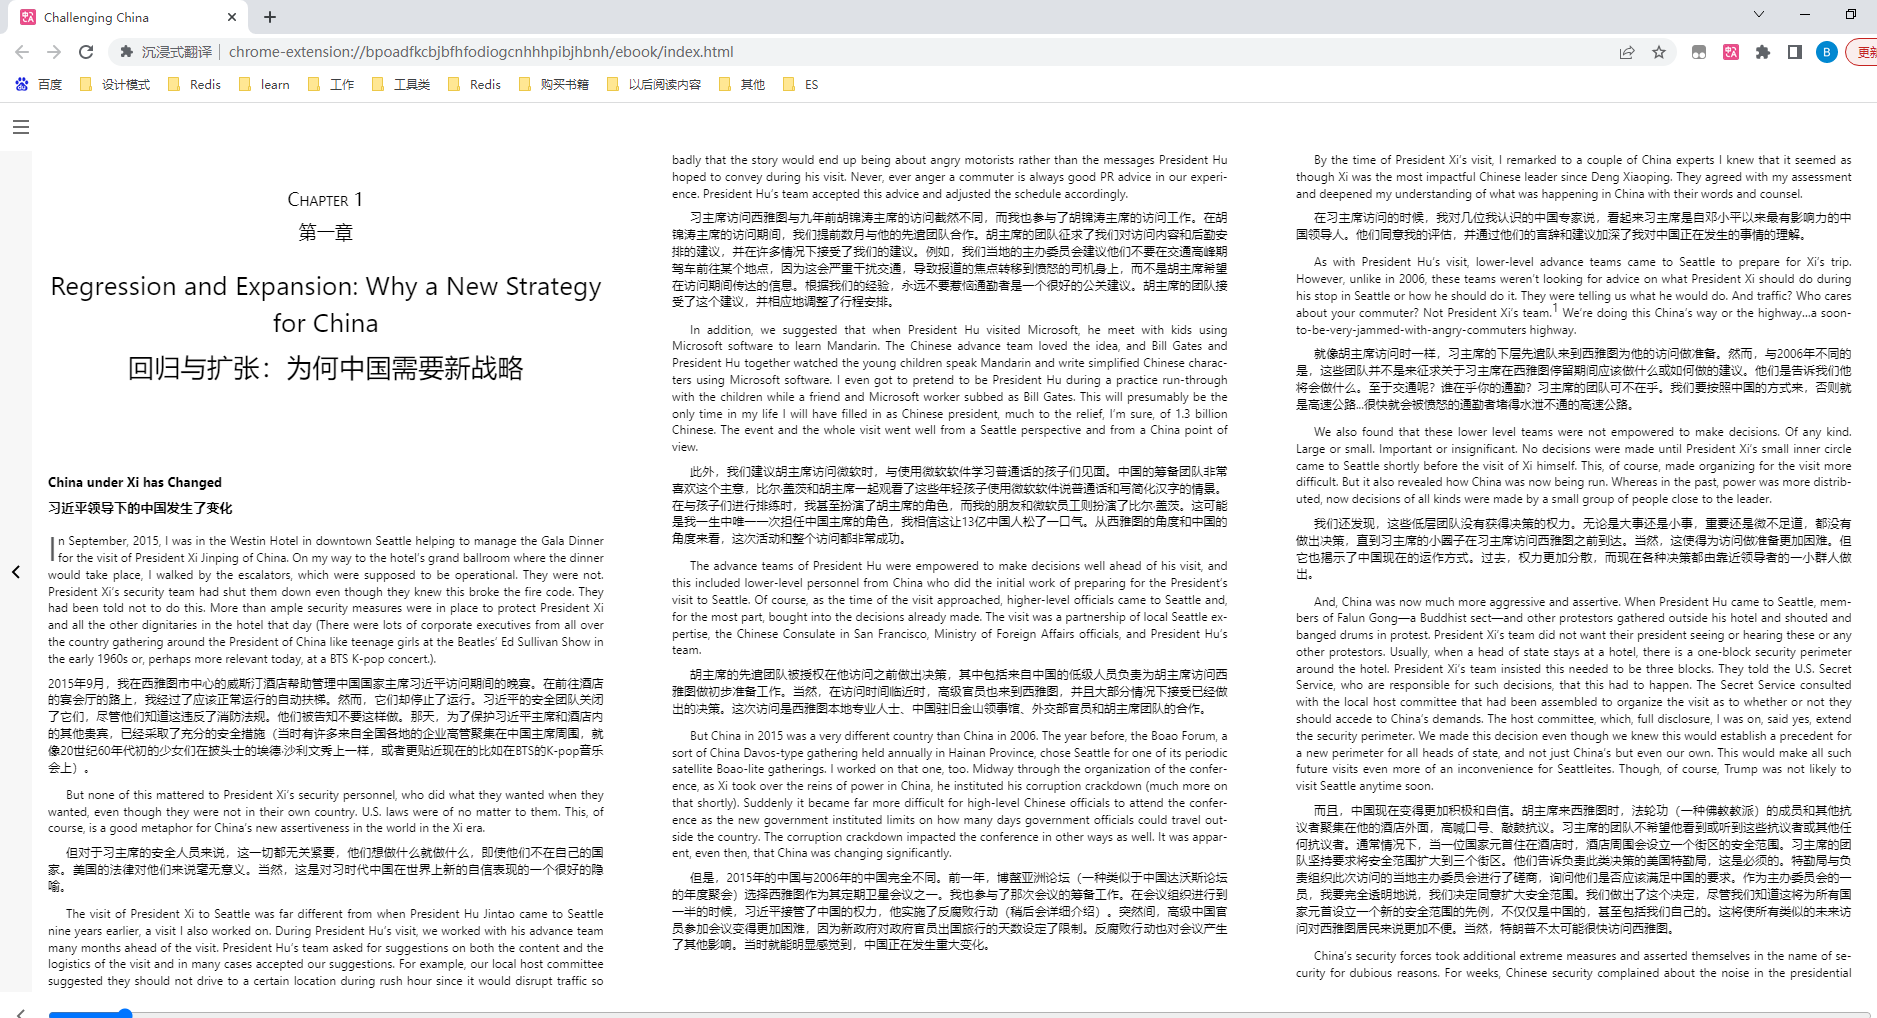 Challenging China
沉浸式翻译 chrome-extension://bpoadfkcbjbfhfodiogcnhhhpibjhbnh/ebook/index.html
B
更新
百度 设计模式 Redis learn 工作 工具类 Redis 购买书籍 以后阅读内容 其他 ES
CHAPTER 1
第一章
Regression and Expansion: Why a New Strategy
for China
回归与扩张：为何中国需要新战略
China under Xi has Changed
习近平领导下的中国发生了变化
In September, 2015, I was in the Westin Hotel in downtown Seattle helping to manage the Gala Dinner
for the visit of President Xi Jinping of China. On my way to the hotel's grand ballroom where the dinner
would take place, I walked by the escalators, which were supposed to be operational. They were not.
President Xi's security team had shut them down even though they knew this broke the fire code. They
had been told not to do this. More than ample security measures were in place to protect President Xi
and all the other dignitaries in the hotel that day (There were lots of corporate executives from all over
the country gathering around the President of China like teenage girls at the Beatles' Ed Sullivan Show in
the early 1960s or, perhaps more relevant today, at a BTS K-pop concert.).
2015年9月，我在西雅图市中心的威斯汀酒店帮助管理中国国家主席习近平访问期间的晚宴。在前往酒店
的宴会厅的路上，我经过了应该正常运行的自动扶梯。然而，它们却停止了运行。习近平的安全团队关闭
了它们，尽管他们知道这违反了消防法规。他们被告知不要这样做。那天，为了保护习近平主席和酒店内
的其他贵宾，已经采取了充分的安全措施（当时有许多来自全国各地的企业高管聚集在中国主席周围，就
像20世纪60年代初的少女们在披头士的埃德·沙利文秀上一样，或者更贴近现在的比如在BTS的K-pop音乐
会上）。
But none of this mattered to President Xi's security personnel, who did what they wanted when they
wanted, even though they were not in their own country. U.S. laws were of no matter to them. This, of
course, is a good metaphor for China's new assertiveness in the world in the Xi era.
但对于习主席的安全人员来说，这一切都无关紧要，他们想做什么就做什么，即使他们不在自己的国
家。美国的法律对他们来说毫无意义。当然，这是对习时代中国在世界上新的自信表现的一个很好的隐
喻。
The visit of President Xi to Seattle was far different from when President Hu Jintao came to Seattle
nine years earlier, a visit I also worked on. During President Hu's visit, we worked with his advance team
many months ahead of the visit. President Hu's team asked for suggestions on both the content and the
logistics of the visit and in many cases accepted our suggestions. For example, our local host committee
suggested they should not drive to a certain location during rush hour since it would disrupt traffic so
badly that the story would end up being about angry motorists rather than the messages President Hu
hoped to convey during his visit. Never, ever anger a commuter is always good PR advice in our experi-
ence. President Hu's team accepted this advice and adjusted the schedule accordingly.
习主席访问西雅图与九年前胡锦涛主席的访问截然不同，而我也参与了胡锦涛主席的访问工作。在胡
锦涛主席的访问期间，我们提前数月与他的先遣团队合作。胡主席的团队征求了我们对访问内容和后勤安
排的建议，并在许多情况下接受了我们的建议。例如，我们当地的主办委员会建议他们不要在交通高峰期
驾车前往某个地点，因为这会严重干扰交通，导致报道的焦点转移到愤怒的司机身上，而不是胡主席希望
在访问期间传达的信息。根据我们的经验，永远不要惹恼通勤者是一个很好的公关建议。胡主席的团队接
受了这个建议，并相应地调整了行程安排。
In addition, we suggested that when President Hu visited Microsoft, he meet with kids using
Microsoft software to learn Mandarin. The Chinese advance team loved the idea, and Bill Gates and
President Hu together watched the young children speak Mandarin and write simplified Chinese charac-
ters using Microsoft software. I even got to pretend to be President Hu during a practice run-through
with the children while a friend and Microsoft worker subbed as Bill Gates. This will presumably be the
only time in my life I will have filled in as Chinese president, much to the relief, I'm sure, of 1.3 billion
Chinese. The event and the whole visit went well from a Seattle perspective and from a China point of
view.
此外，我们建议胡主席访问微软时，与使用微软软件学习普通话的孩子们见面。中国的筹备团队非常
喜欢这个主意，比尔·盖茨和胡主席一起观看了这些年轻孩子使用微软软件说普通话和写简化汉字的情景。
在与孩子们进行排练时，我甚至扮演了胡主席的角色，而我的朋友和微软员工则扮演了比尔·盖茨。这可能
是我一生中唯一一次担任中国主席的角色，我相信这让13亿中国人松了一口气。从西雅图的角度和中国的
角度来看，这次活动和整个访问都非常成功。
The advance teams of President Hu were empowered to make decisions well ahead of his visit, and
this included lower-level personnel from China who did the initial work of preparing for the President's
visit to Seattle. Of course, as the time of the visit approached, higher-level officials came to Seattle and,
for the most part, bought into the decisions already made. The visit was a partnership of local Seattle ex-
pertise, the Chinese Consulate in San Francisco, Ministry of Foreign Affairs officials, and President Hu's
team.
胡主席的先遣团队被授权在他访问之前做出决策，其中包括来自中国的低级人员负责为胡主席访问西
雅图做初步准备工作。当然，在访问时间临近时，高级官员也来到西雅图，并且大部分情况下接受已经做
出的决策。这次访问是西雅图本地专业人士、中国驻旧金山领事馆、外交部官员和胡主席团队的合作。
But China in 2015 was a very different country than China in 2006. The year before, the Boao Forum, a
sort of China Davos-type gathering held annually in Hainan Province, chose Seattle for one of its periodic
satellite Boao-lite gatherings. I worked on that one, too. Midway through the organization of the confer-
ence, as Xi took over the reins of power in China, he instituted his corruption crackdown (much more on
that shortly). Suddenly it became far more difficult for high-level Chinese officials to attend the confer-
ence as the new government instituted limits on how many days government officials could travel out-
side the country. The corruption crackdown impacted the conference in other ways as well. It was appar-
ent, even then, that China was changing significantly.
但是，2015年的中国与2006年的中国完全不同。前一年，博鳌亚洲论坛（一种类似于中国达沃斯论坛
的年度聚会）选择西雅图作为其定期卫星会议之一。我也参与了那次会议的筹备工作。在会议组织进行到
一半的时候，习近平接管了中国的权力，他实施了反腐败行动（稍后会详细介绍）。突然间，高级中国官
员参加会议变得更加困难，因为新政府对政府官员出国旅行的天数设定了限制。反腐败行动也对会议产生
了其他影响。当时就能明显感觉到，中国正在发生重大变化。
By the time of President Xi's visit, I remarked to a couple of China experts I knew that it seemed as
though Xi was the most impactful Chinese leader since Deng Xiaoping. They agreed with my assessment
and deepened my understanding of what was happening in China with their words and counsel.
在习主席访问的时候，我对几位我认识的中国专家说，看起来习主席是自邓小平以来最有影响力的中
国领导人。他们同意我的评估，并通过他们的言辞和建议加深了我对中国正在发生的事情的理解。
As with President Hu's visit, lower-level advance teams came to Seattle to prepare for Xi's trip.
However, unlike in 2006, these teams weren't looking for advice on what President Xi should do during
his stop in Seattle or how he should do it. They were telling us what he would do. And traffic? Who cares
about your commuter? Not President Xi's team.1 We're doing this China's way or the highway...a soon-
to-be-very-jammed-with-angry-commuters highway.
就像胡主席访问时一样，习主席的下层先遣队来到西雅图为他的访问做准备。然而，与2006年不同的
是，这些团队并不是来征求关于习主席在西雅图停留期间应该做什么或如何做的建议。他们是告诉我们他
将会做什么。至于交通呢？谁在乎你的通勤？习主席的团队可不在乎。我们要按照中国的方式来，否则就
是高速公路...很快就会被愤怒的通勤者堵得水泄不通的高速公路。
We also found that these lower level teams were not empowered to make decisions. Of any kind.
Large or small. Important or insignificant. No decisions were made until President Xi's small inner circle
came to Seattle shortly before the visit of Xi himself. This, of course, made organizing for the visit more
difficult. But it also revealed how China was now being run. Whereas in the past, power was more distrib-
uted, now decisions of all kinds were made by a small group of people close to the leader.
我们还发现，这些低层团队没有获得决策的权力。无论是大事还是小事，重要还是微不足道，都没有
做出决策，直到习主席的小圈子在习主席访问西雅图之前到达。当然，这使得为访问做准备更加困难。但
它也揭示了中国现在的运作方式。过去，权力更加分散，而现在各种决策都由靠近领导者的一小群人做
出。
And, China was now much more aggressive and assertive. When President Hu came to Seattle, mem-
bers of Falun Gong—a Buddhist sect—and other protestors gathered outside his hotel and shouted and
banged drums in protest. President Xi's team did not want their president seeing or hearing these or any
other protestors. Usually, when a head of state stays at a hotel, there is a one-block security perimeter
around the hotel. President Xi's team insisted this needed to be three blocks. They told the U.S. Secret
Service, who are responsible for such decisions, that this had to happen. The Secret Service consulted
with the local host committee that had been assembled to organize the visit as to whether or not they
should accede to China's demands. The host committee, which, full disclosure, I was on, said yes, extend
the security perimeter. We made this decision even though we knew this would establish a precedent for
a new perimeter for all heads of state, and not just China's but even our own. This would make all such
future visits even more of an inconvenience for Seattleites. Though, of course, Trump was not likely to
visit Seattle anytime soon.
而且，中国现在变得更加积极和自信。胡主席来西雅图时，法轮功（一种佛教教派）的成员和其他抗
议者聚集在他的酒店外面，高喊口号、敲鼓抗议。习主席的团队不希望他看到或听到这些抗议者或其他任
何抗议者。通常情况下，当一位国家元首住在酒店时，酒店周围会设立一个街区的安全范围。习主席的团
队坚持要求将安全范围扩大到三个街区。他们告诉负责此类决策的美国特勤局，这是必须的。特勤局与负
责组织此次访问的当地主办委员会进行了磋商，询问他们是否应该满足中国的要求。作为主办委员会的一
员，我要完全透明地说，我们决定同意扩大安全范围。我们做出了这个决定，尽管我们知道这将为所有国
家元首设立一个新的安全范围的先例，不仅仅是中国的，甚至包括我们自己的。这将使所有类似的未来访
问对西雅图居民来说更加不便。当然，特朗普不太可能很快访问西雅图。
China's security forces took additional extreme measures and asserted themselves in the name of se-
curity for dubious reasons. For weeks, Chinese security complained about the noise in the presidential